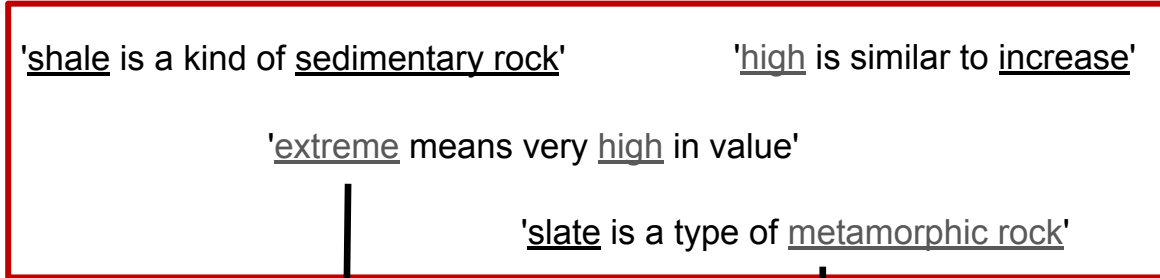 'shale is a kind of sedimentary rock' 'high is similar to increase'
'extreme means very high in value'
'slate is a type of metamorphic rock'